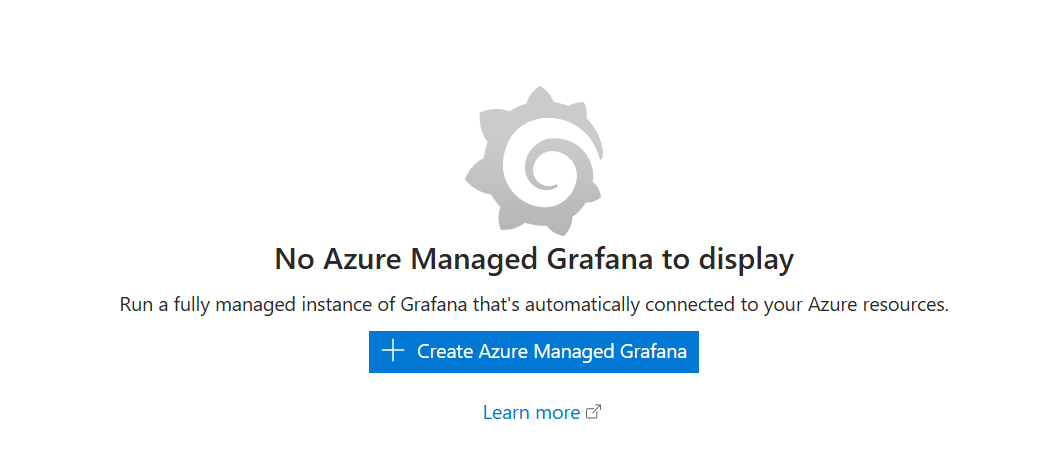 No Azure Managed Grafana to display
Run a fully managed instance of Grafana that's automatically connected to your Azure resources.
Create Azure Managed Grafana
Learn more